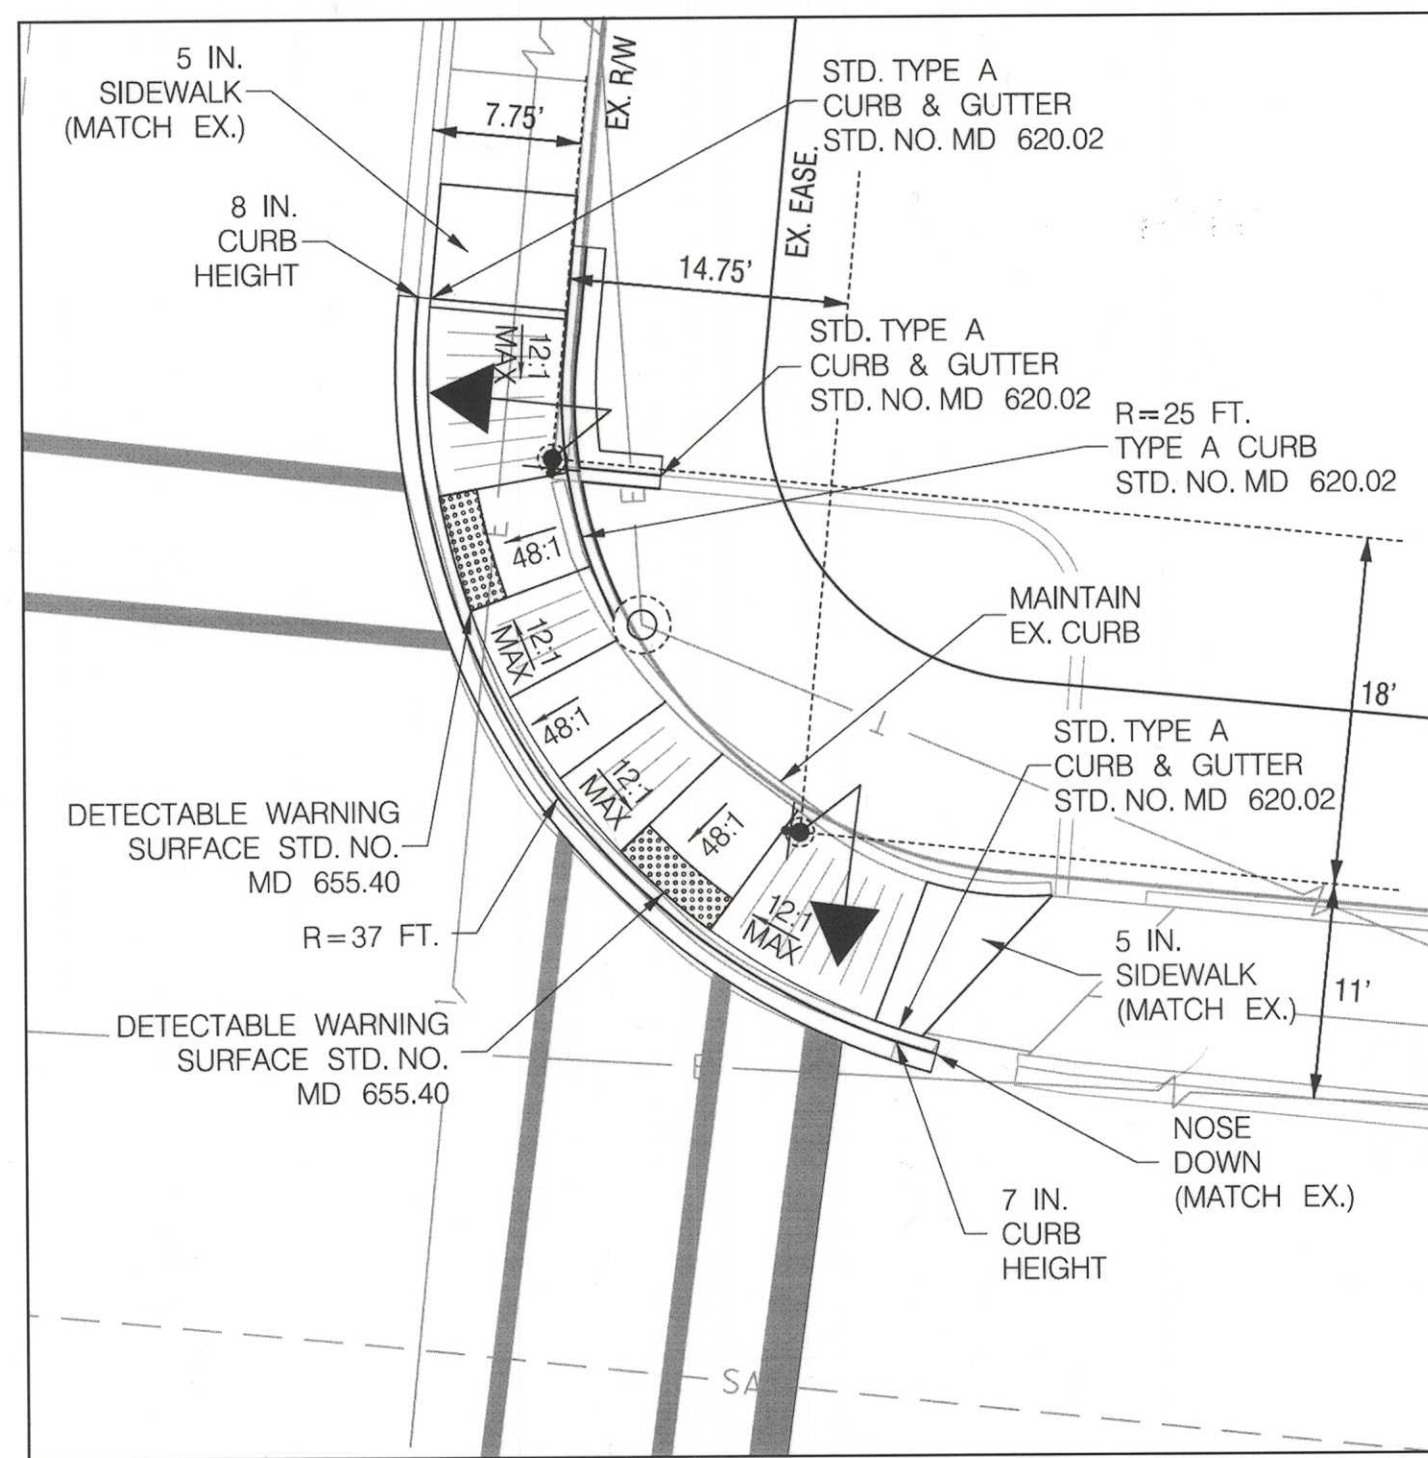 5 IN.
SIDEWALK
(MATCH EX.)
7.75'
EX. R/W
STD. TYPE A
CURB & GUTTER
STD. NO. MD 620.02
EX. EASE.
8 IN.
CURB
HEIGHT
14.75'
STD. TYPE A
CURB & GUTTER
STD. NO. MD 620.02
12:1
MAX
R=25 FT.
TYPE A CURB
STD. NO. MD 620.02
E
E
48:1
MAINTAIN
EX. CURB
12:1
MAX
18'
48:1
T
STD. TYPE A
CURB & GUTTER
STD. NO. MD 620.02
12:1
MAX
48:1
DETECTABLE WARNING
SURFACE STD. NO.
MD 655.40
12:1
MAX
R=37 FT.
5 IN.
SIDEWALK
(MATCH EX.)
11'
DETECTABLE WARNING
SURFACE STD. NO.
MD 655.40
E
NOSE
DOWN
(MATCH EX.)
7 IN.
CURB
HEIGHT
SA